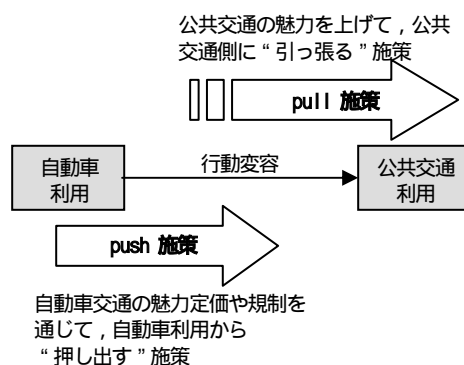 公共交通の魅力を上げて，公共
交通側に“引っ張る”施策
pull 施策
自動車
利用
行動変容
公共交通
利用
push 施策
自動車交通の魅力定価や規制を
通じて，自動車利用から
“押し出す”施策